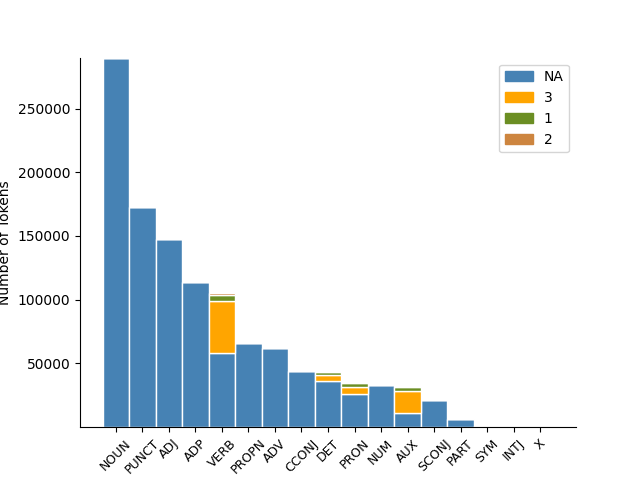 NA
3
1
2
250000
200000
150000
100000
50000
Number of Tokens
NOUN
PUNCT
ADJ
ADP
VERB
PROPN
ADV
CCONJ
DET
PRON
NUM
AUX
SCONJ
PART
SYM
INTJ
X